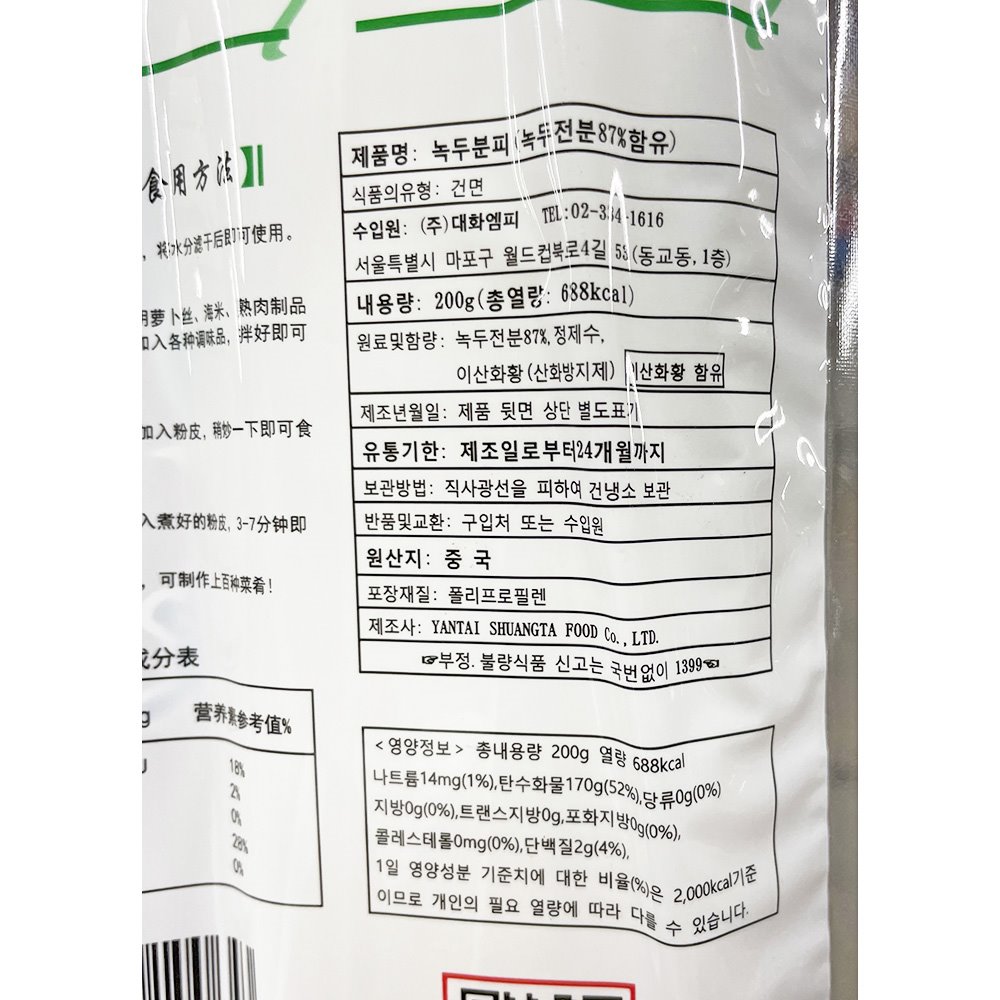 食用方法
水分滤干后即可使用。
用萝卜丝、海米、熟肉制品
加入各种调味品，拌好即可
加入粉皮，稍炒一下即可食
入煮好的粉皮，3-7分钟即
，可制作上百种菜肴！
成分表
g 营养素参考值%
18%
2%
0%
28%
0%
제품명: 녹두분피(녹두전분87%함유)
식품의유형: 건면
수입원: (주)대화엠피 TEL:02-334-1616
서울특별시 마포구 월드컵북로4길 53(동교동, 1층)
내용량: 200g(총열량: 688kcal)
원료및함량: 녹두전분87%, 정제수,
이산화황(산화방지제) 이산화황 함유
제조년월일: 제품 뒷면 상단 별도표기
유통기한: 제조일로부터24개월까지
보관방법: 직사광선을 피하여 건냉소 보관
반품및교환: 구입처 또는 수입원
원산지: 중국
포장재질: 폴리프로필렌
제조사: YANTAI SHUANGTA FOOD Co., LTD.
☞부정. 불량식품 신고는 국번없이 1399☜
<영양정보> 총내용량 200g 열량 688kcal
나트륨14mg(1%),탄수화물170g(52%),당류0g(0%)
지방0g(0%),트랜스지방0g,포화지방0g(0%),
콜레스테롤0mg(0%),단백질2g(4%),
1일 영양성분 기준치에 대한 비율(%)은 2,000kcal기준
이므로 개인의 필요 열량에 따라 다를 수 있습니다.